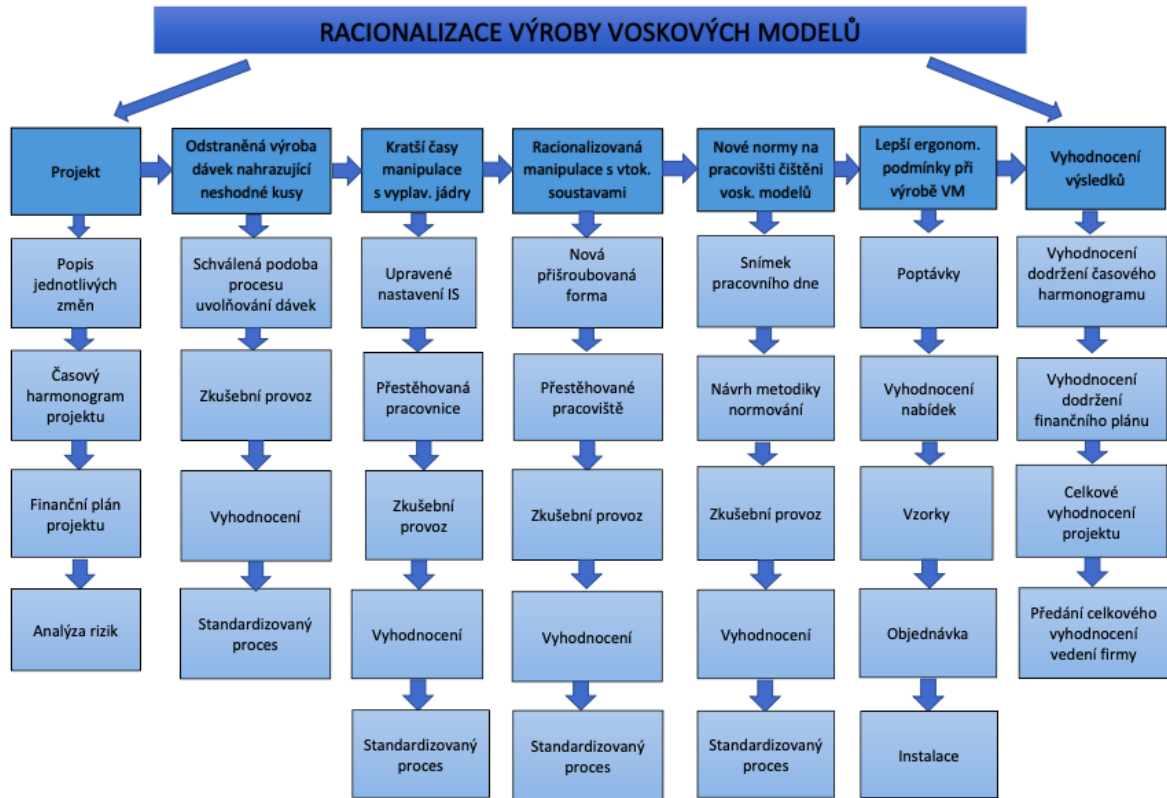 RACIONALIZACE VÝROBY VOSKOVÝCH MODELŮ
Projekt
Odstraněná výroba
dávek nahrazující
neshodné kusy
Kratší časy
manipulace
s vyplav. jádry
Racionalizovaná
manipulace s vtok.
soustavami
Nové normy na
pracovišti čištěni
vosk. modelů
Lepší ergonom.
podmínky při
výrobě VM
Vyhodnocení
výsledků
Popis
jednotlivých
změn
Schválená podoba
procesu
uvolňování dávek
Upravené
nastavení IS
Nová
přišroubovaná
forma
Snímek
pracovního dne
Poptávky
Vyhodnocení
dodržení časového
harmonogramu
Časový
harmonogram
projektu
Zkušební provoz
Přestěhovaná
pracovnice
Přestěhované
pracoviště
Návrh metodiky
normování
Vyhodnocení
nabídek
Vyhodnocení
dodržení
finančního plánu
Finanční plán
projektu
Vyhodnocení
Zkušební
provoz
Zkušební provoz
Zkušební provoz
Vzorky
Celkové
vyhodnocení
projektu
Analýza rizik
Standardizovaný
proces
Vyhodnocení
Vyhodnocení
Vyhodnocení
Objednávka
Předání celkového
vyhodnocení
vedení firmy
Standardizovaný
proces
Standardizovaný
proces
Standardizovaný
proces
Instalace